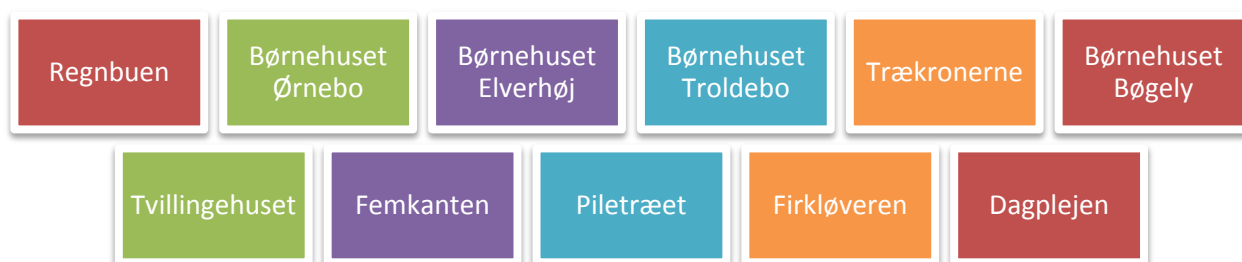 Regnbuen
Børnehuset
Ørnebo
Børnehuset
Elverhøj
Børnehuset
Troldebo
Trækronerne
Børnehuset
Bøgely
Tvillingehuset
Femkanten
Piletræet
Firkløveren
Dagplejen